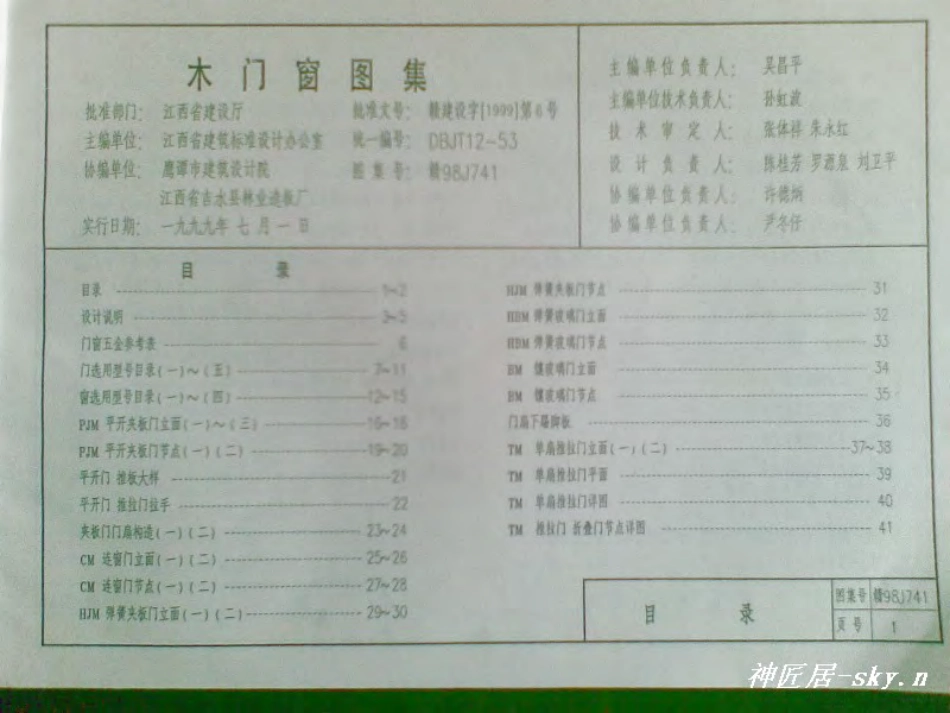 木门窗图集
批准部门： 江西省建设厅 批准文号： 赣建设字[1999]第6号
主编单位： 江西省建筑标准设计办公室 统一编号： DBJT12-53
协编单位： 鹰潭市建筑设计院 图集号： 赣98J741
江西省吉水县林业造板厂
实行日期： 一九九九年七月一日
主编单位负责人： 吴昌平
主编单位技术负责人： 孙虹波
技术审定人： 张体祥 朱永红
设计负责人： 陈桂芳 罗源泉 刘卫平
协编单位负责人： 许德炳
协编单位负责人： 尹冬仔
目录
目录 1~2
设计说明 3~5
门窗五金参考表 6
门选用型号目录(一)~(五) 7~11
窗选用型号目录(一)~(四) 12~15
PJM 平开夹板门立面(一)~(三) 16~18
PJM 平开夹板门节点(一)(二) 19~20
平开门 推板大样 21
平开门 推拉门拉手 22
夹板门门扇构造(一)(二) 23~24
CM 连窗门立面(一)(二) 25~26
CM 连窗门节点(一)(二) 27~28
HJM 弹簧夹板门立面(一)(二) 29~30
HJM 弹簧夹板门节点 31
HBM 弹簧玻璃门立面 32
HBM 弹簧玻璃门节点 33
BM 镶玻璃门立面 34
BM 镶玻璃门节点 35
门扇下踢脚板 36
TM 单扇推拉门立面(一)(二) 37~38
TM 单扇推拉门平面 39
TM 单扇推拉门详图 40
TM 推拉门 折叠门节点详图 41
目录
图集号 赣98J741
页号 1
神匠居-sky.n